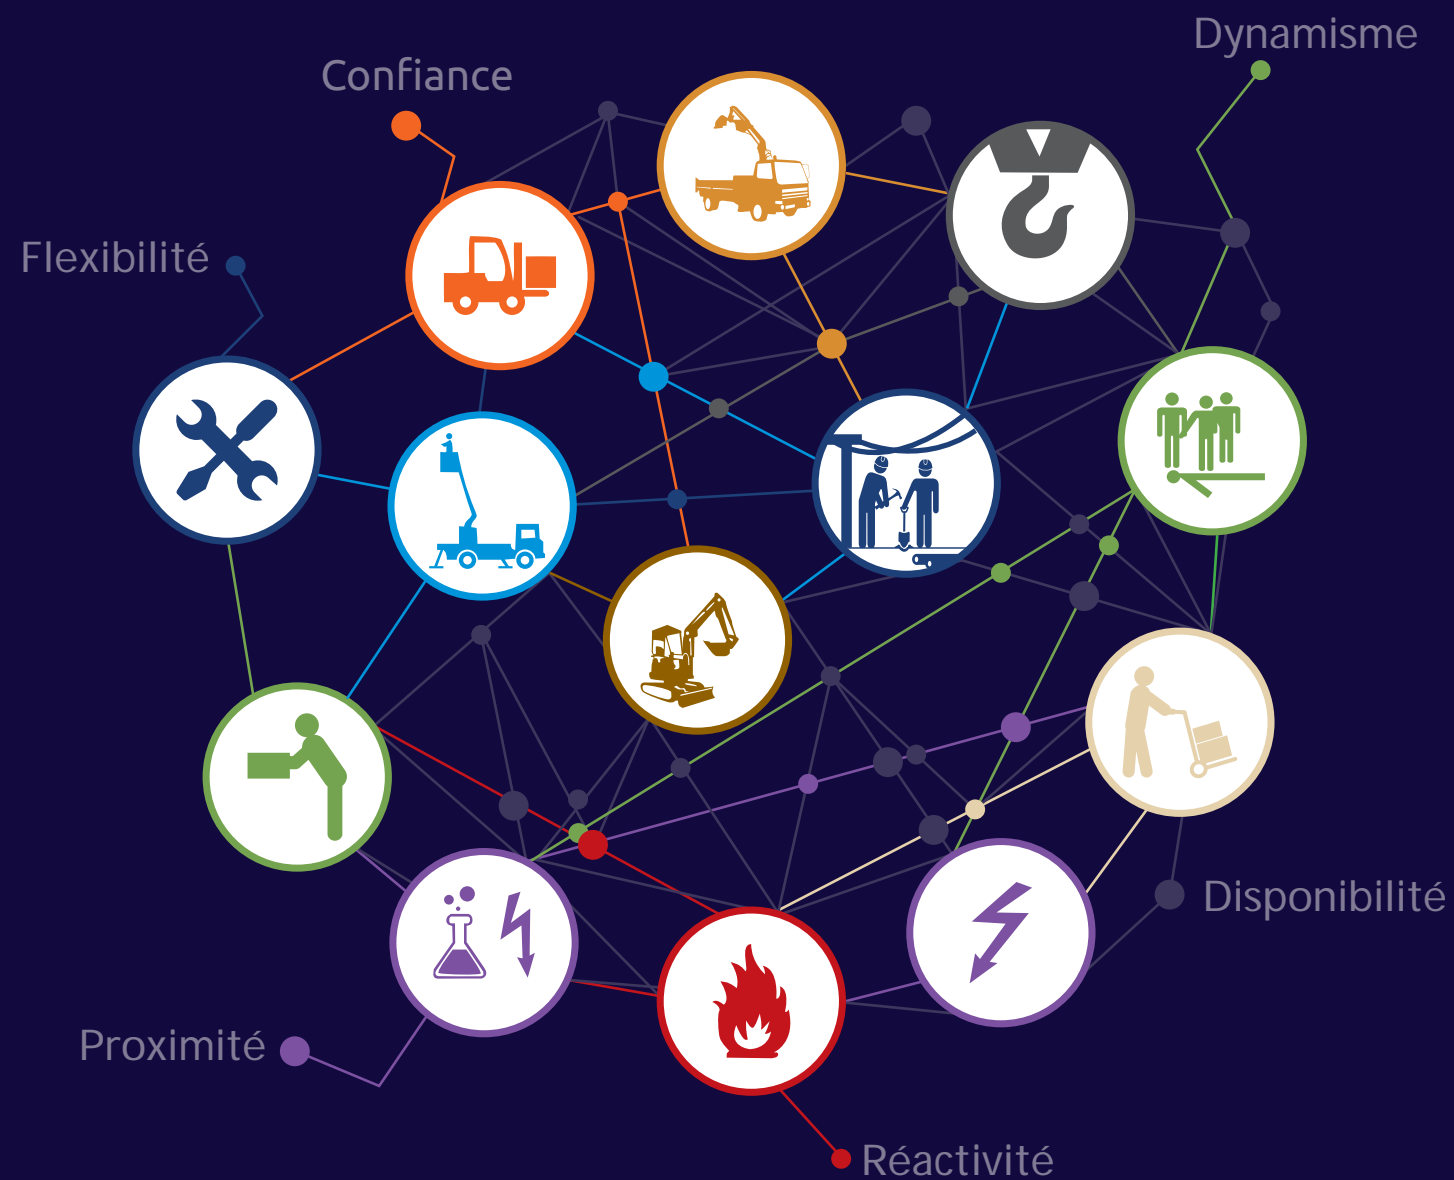 Dynamisme
Confiance
Flexibilité
Disponibilité
Proximité
Réactivité